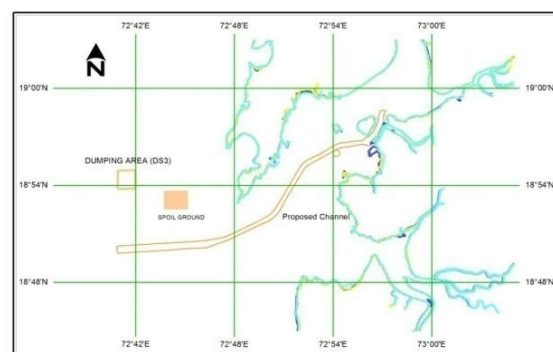 72°42'E 72°48'E 72°54'E 73°00'E
N
19°00'N 19°00'N
DUMPING AREA (DS3)
18°54'N 18°54'N
SPOIL GROUND
Proposed Channel
18°48'N 18°48'N
72°42'E 72°48'E 72°54'E 73°00'E